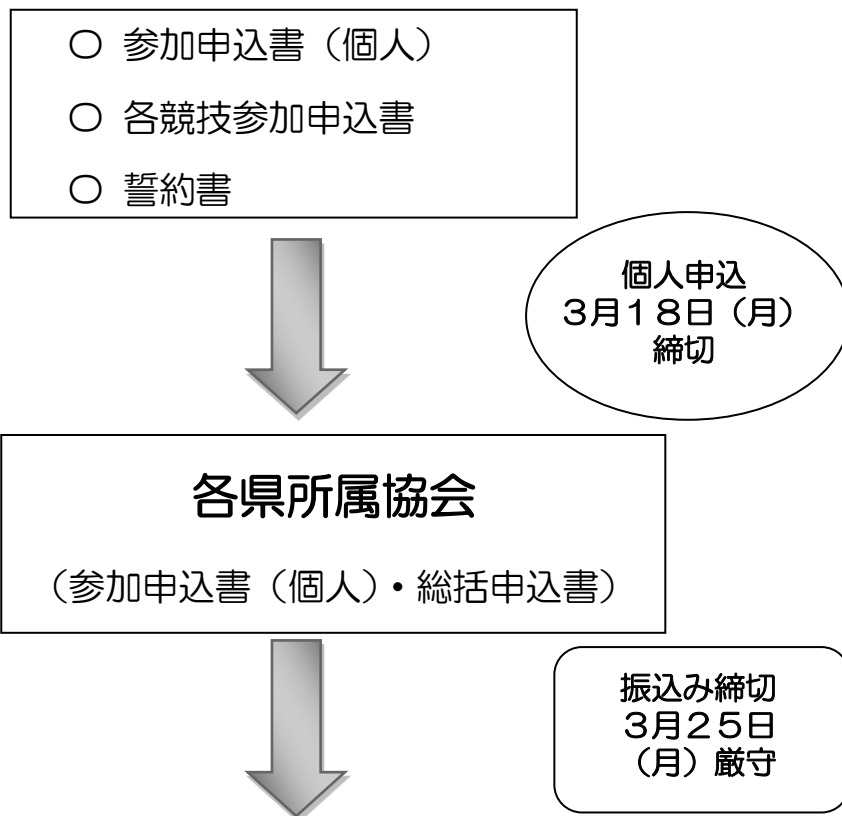 〇 参加申込書（個人）
〇 各競技参加申込書
〇 誓約書
個人申込
３月１８日（月）
締切
各県所属協会
（参加申込書（個人）・総括申込書）
振込み締切
３月２５日
（月）厳守